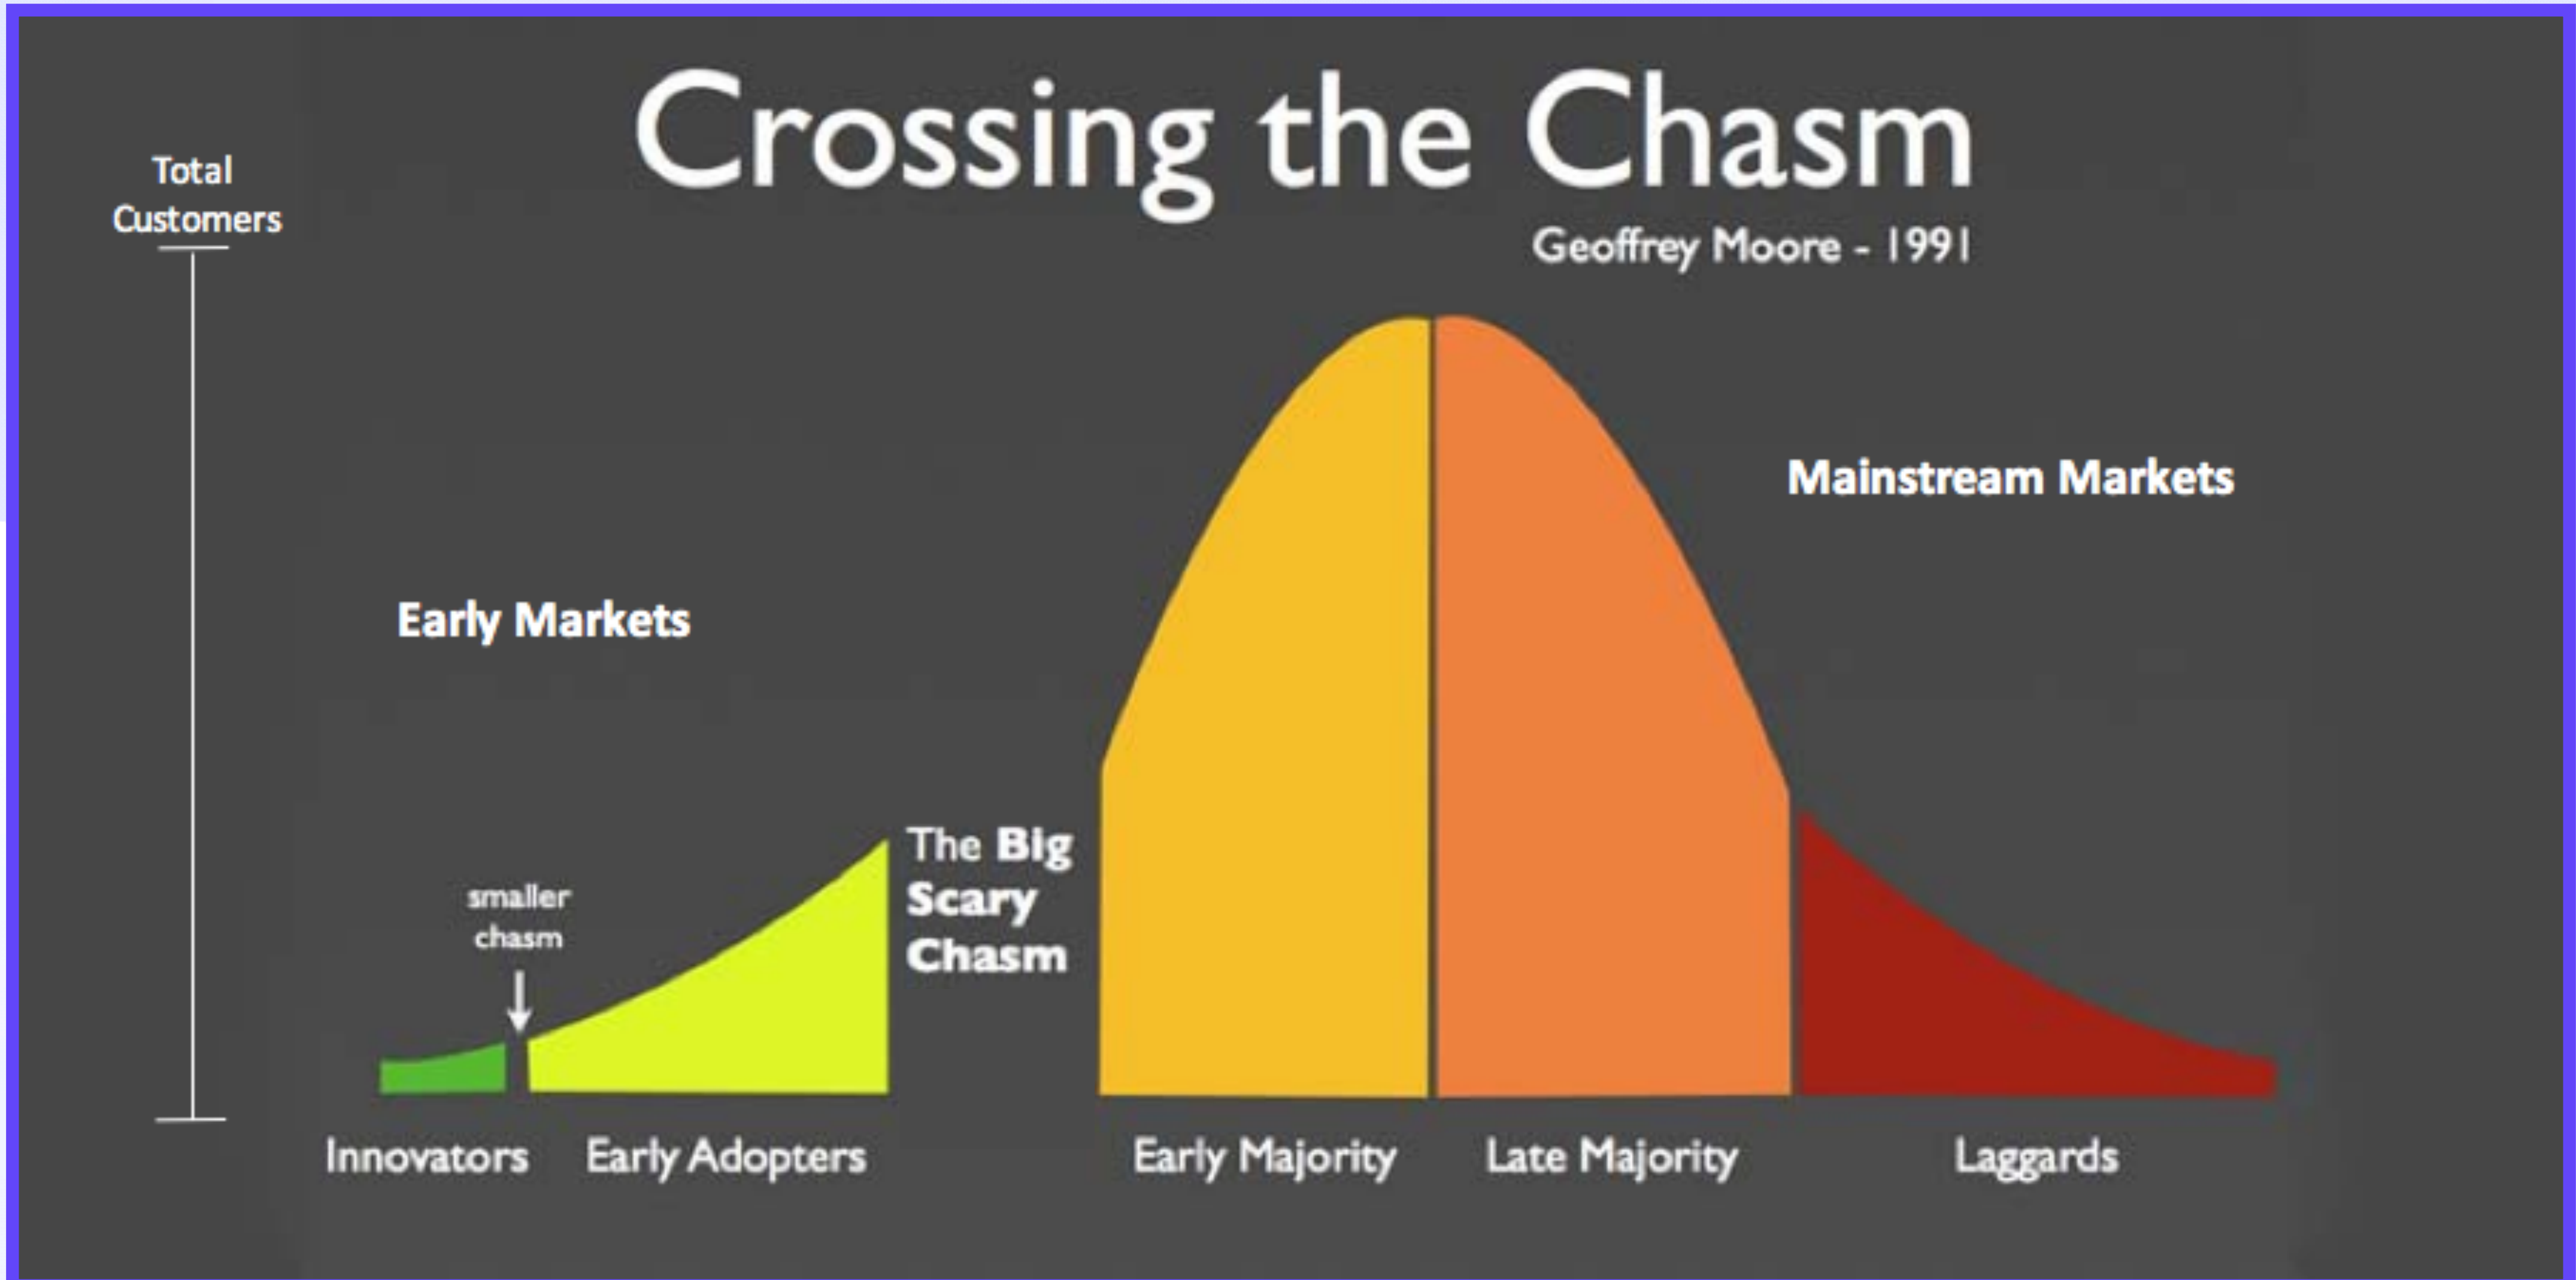 Crossing the Chasm
Geoffrey Moore - 1991
Total
Customers
Mainstream Markets
Early Markets
The Big
Scary
Chasm
smaller
chasm
Innovators
Early Adopters
Early Majority
Late Majority
Laggards